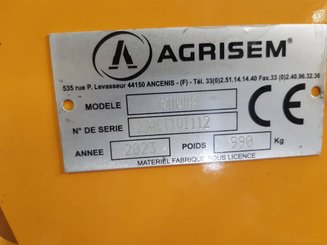 AGRISEM®
535 rue P. Levasseur 44150 ANCENIS - (F) - Tél. 33(0)2.51.14.14.40 Fax.33 (0)2.40.96.32.36
MODELE
N° DE SERIE
ANNEE 2023 POIDS 990 Kg
MATERIEL FABRIQUE SOUS LICENCE
CE